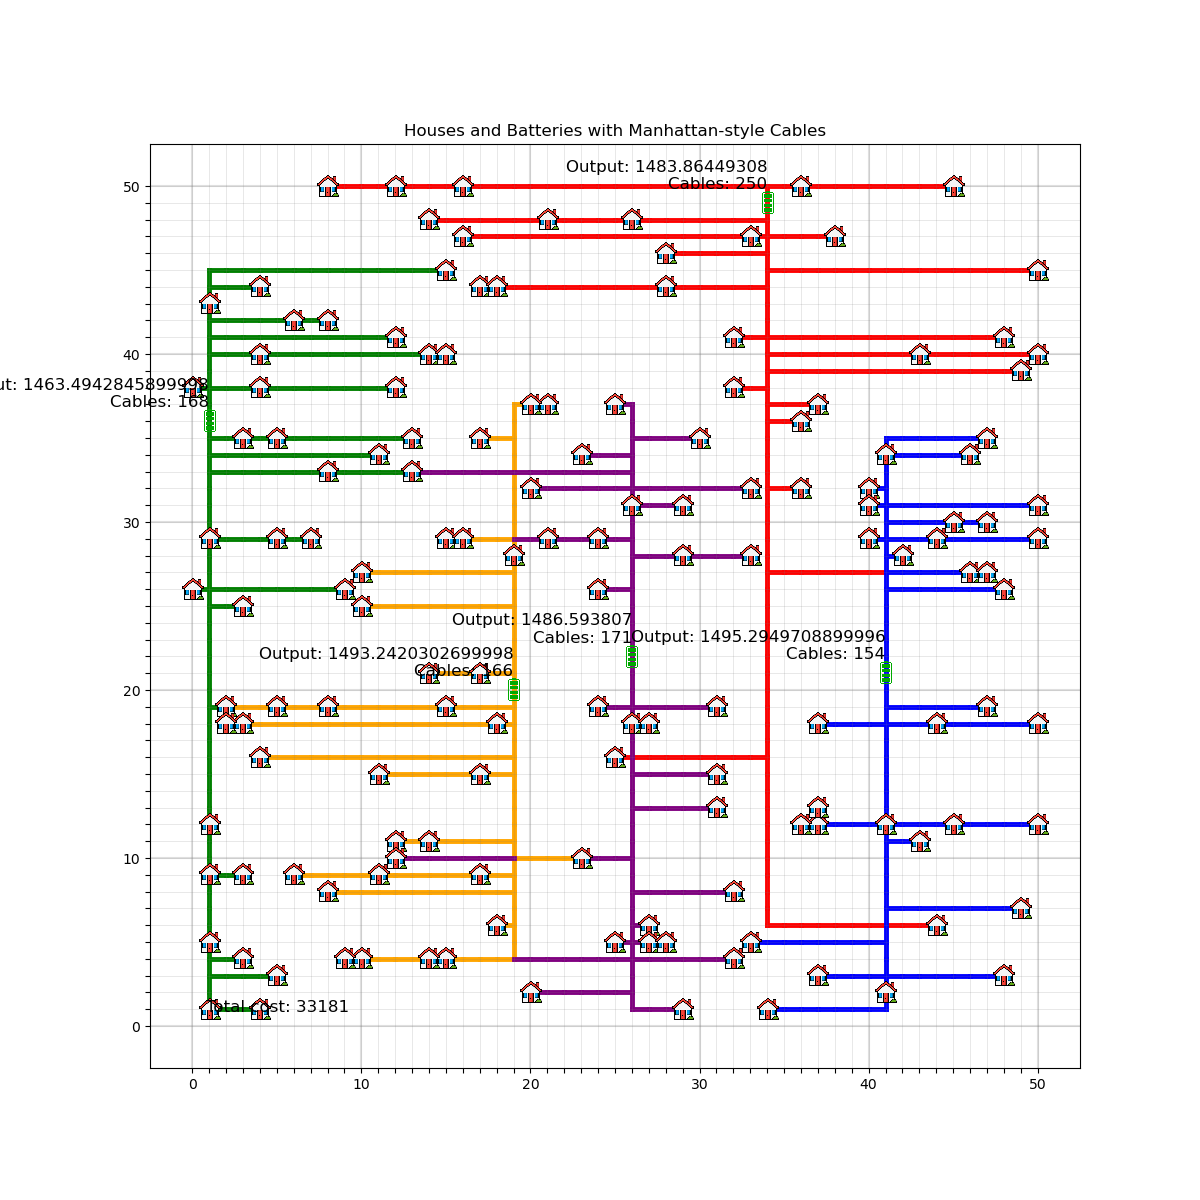 Houses and Batteries with Manhattan-style Cables
Output: 1483.86449308
Cables: 250
ut: 1463.4942845899998
Cables: 168
Output: 1486.593807
Cables: 171
Output: 1495.2949708899996
Cables: 154
Output: 1493.2420302699998
Cables: 166
Total cost: 33181
50
40
30
20
10
0
0 10 20 30 40 50